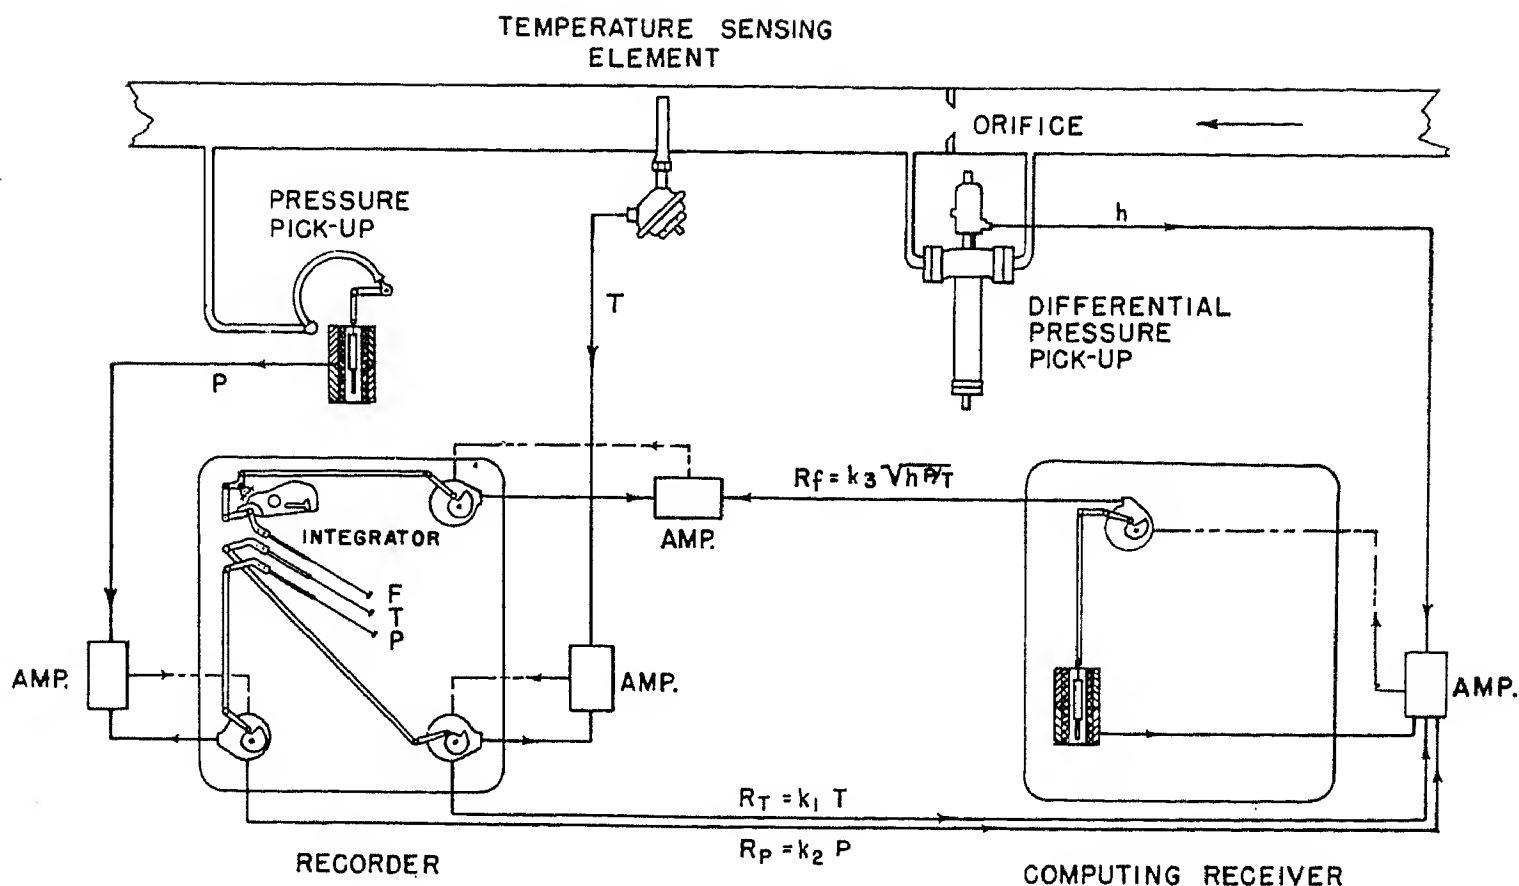 TEMPERATURE SENSING
ELEMENT
ORIFICE
PRESSURE
PICK-UP
h
T
DIFFERENTIAL
PRESSURE
PICK-UP
P
Rf = k3 √hP/T
INTEGRATOR
AMP.
F
T
P
AMP.
AMP.
AMP.
RT = k1 T
RP = k2 P
RECORDER
COMPUTING RECEIVER